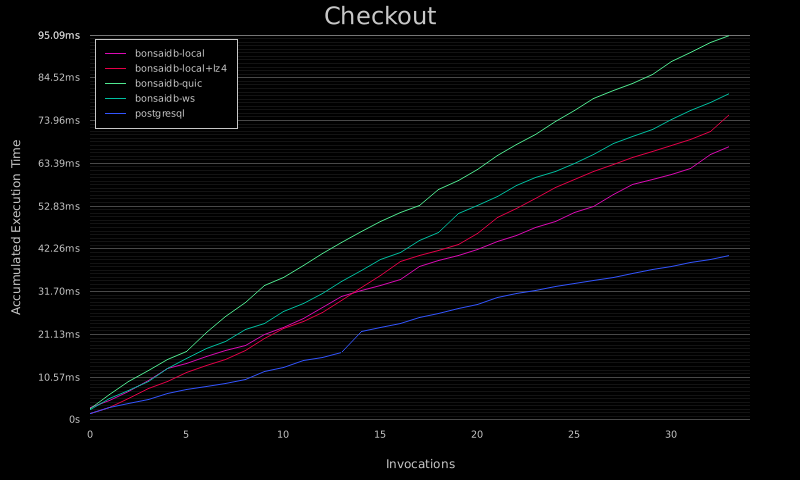 Checkout
95.09ms
84.52ms
73.96ms
63.39ms
52.83ms
42.26ms
31.70ms
21.13ms
10.57ms
0s
Accumulated Execution Time
bonsaidb-local
bonsaidb-local+lz4
bonsaidb-quic
bonsaidb-ws
postgresql
0 5 10 15 20 25 30
Invocations